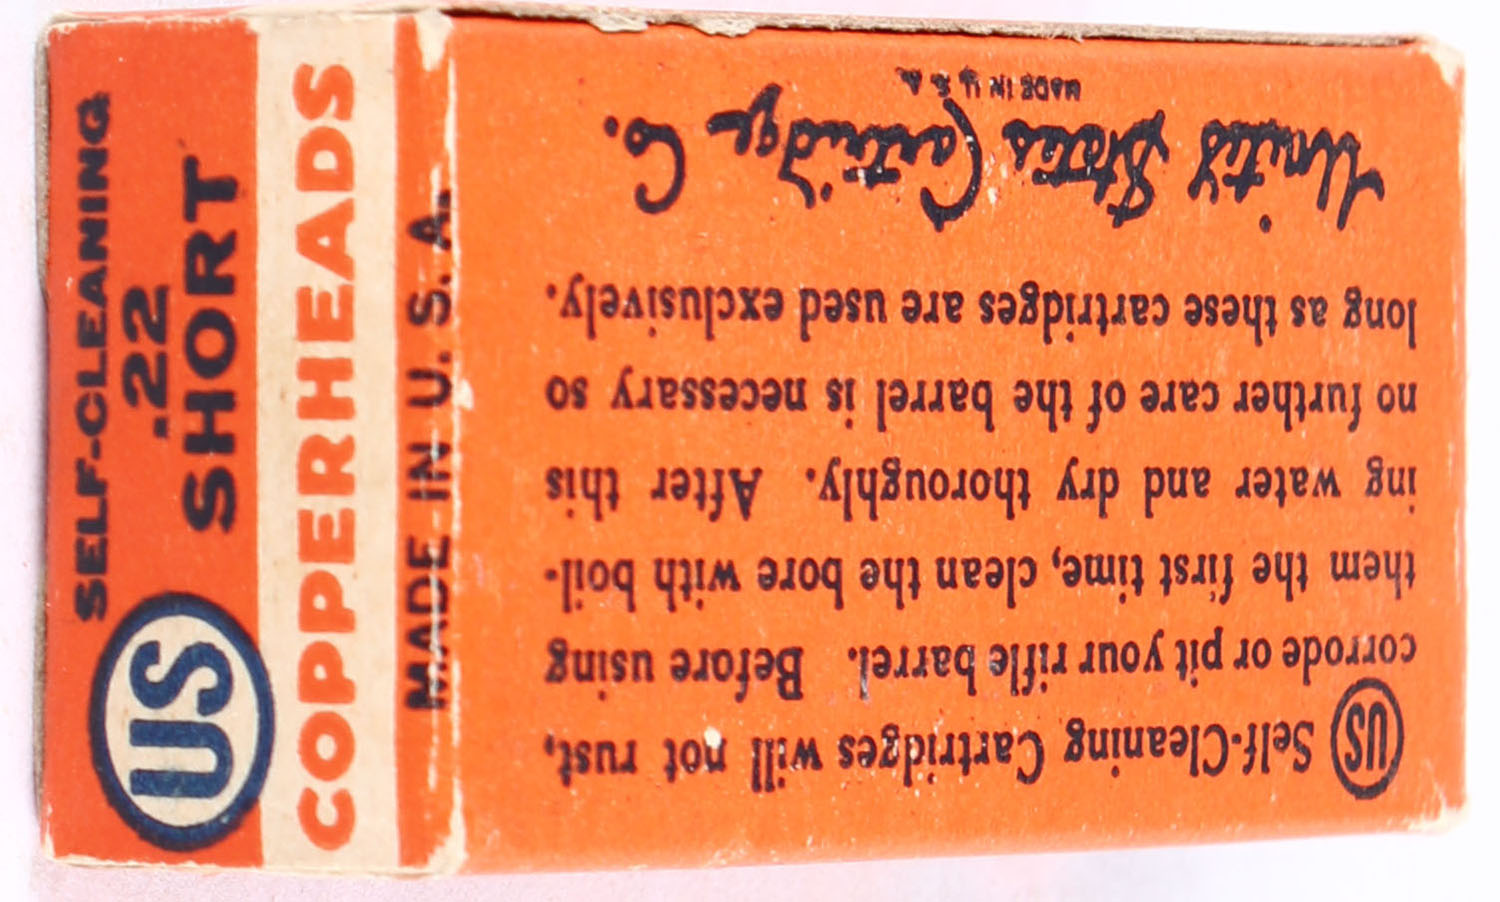 SELF-CLEANING
.22
SHORT
US
COPPERHEADS
MADE IN U. S. A.
US Self-Cleaning Cartridges will not rust,
corrode or pit your rifle barrel. Before using
them the first time, clean the bore with boil-
ing water and dry thoroughly. After this
no further care of the barrel is necessary so
long as these cartridges are used exclusively.
United States Cartridge Co.
MADE IN U. S. A.